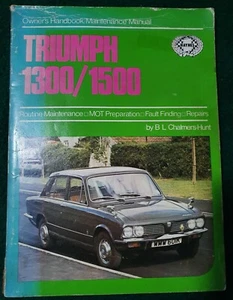 Owner's Handbook/Maintenance Manual
TRIUMPH
1300/1500
Routine Maintenance::MOT Preparation::Fault Finding::Repairs
by B L Chalmers-Hunt